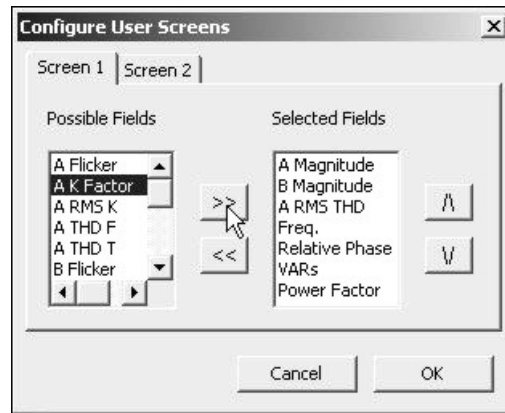 Configure User Screens
Screen 1 Screen 2
Possible Fields
A Flicker
A K Factor
A RMS K
A THD F
A THD T
B Flicker
>>
<<
Selected Fields
A Magnitude
B Magnitude
A RMS THD
Freq.
Relative Phase
VARs
Power Factor
/\
\/
Cancel OK